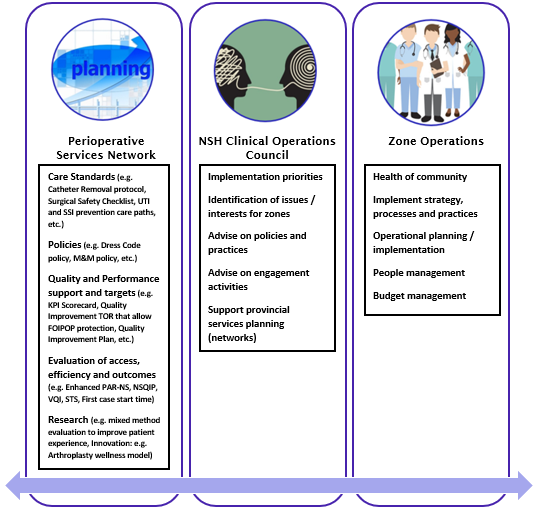 planning
Perioperative
Services Network
Care Standards (e.g.
Catheter Removal protocol,
Surgical Safety Checklist, UTI
and SSI prevention care paths,
etc.)
Policies (e.g. Dress Code
policy, M&M policy, etc.)
Quality and Performance
support and targets (e.g.
KPI Scorecard, Quality
Improvement TOR that allow
FOIPOP protection, Quality
Improvement Plan, etc.)
Evaluation of access,
efficiency and outcomes
(e.g. Enhanced PAR-NS, NSQIP,
VQI, STS, First case start time)
Research (e.g. mixed method
evaluation to improve patient
experience, Innovation: e.g.
Arthroplasty wellness model)
NSH Clinical Operations
Council
Implementation priorities
Identification of issues /
interests for zones
Advise on policies and
practices
Advise on engagement
activities
Support provincial
services planning
(networks)
Zone Operations
Health of community
Implement strategy,
processes and practices
Operational planning /
implementation
People management
Budget management